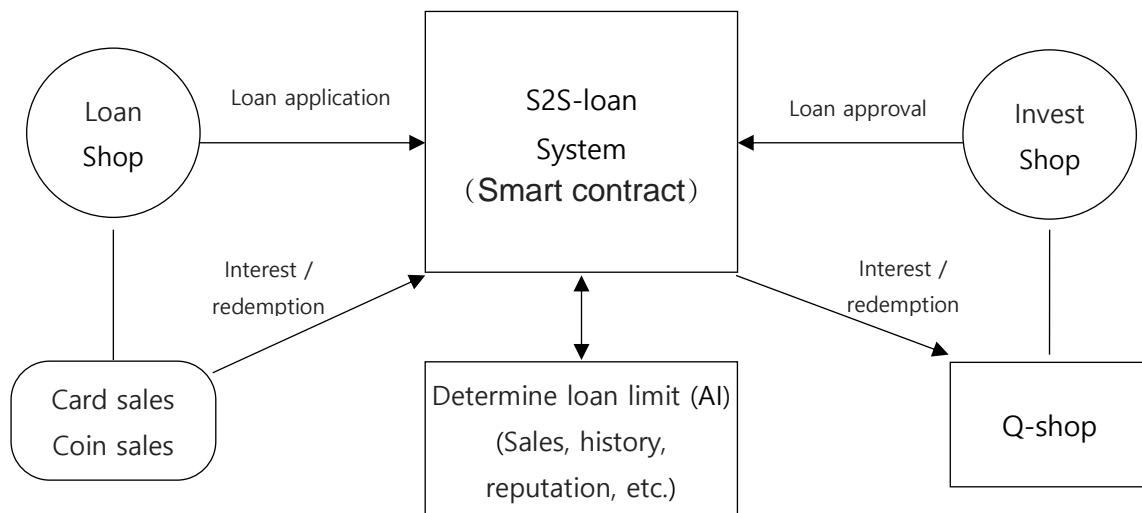 Loan
Shop
Loan application
S2S-loan
System
（Smart contract）
Loan approval
Invest
Shop
Interest /
redemption
Interest /
redemption
Card sales
Coin sales
Determine loan limit (AI)
(Sales, history,
reputation, etc.)
Q-shop